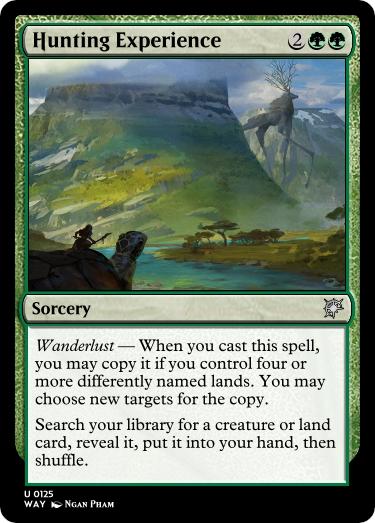 Hunting Experience 2
Sorcery
Wanderlust — When you cast this spell,
you may copy it if you control four or
more differently named lands. You may
choose new targets for the copy.
Search your library for a creature or land
card, reveal it, put it into your hand, then
shuffle.
U 0125
WAY Ngan Pham